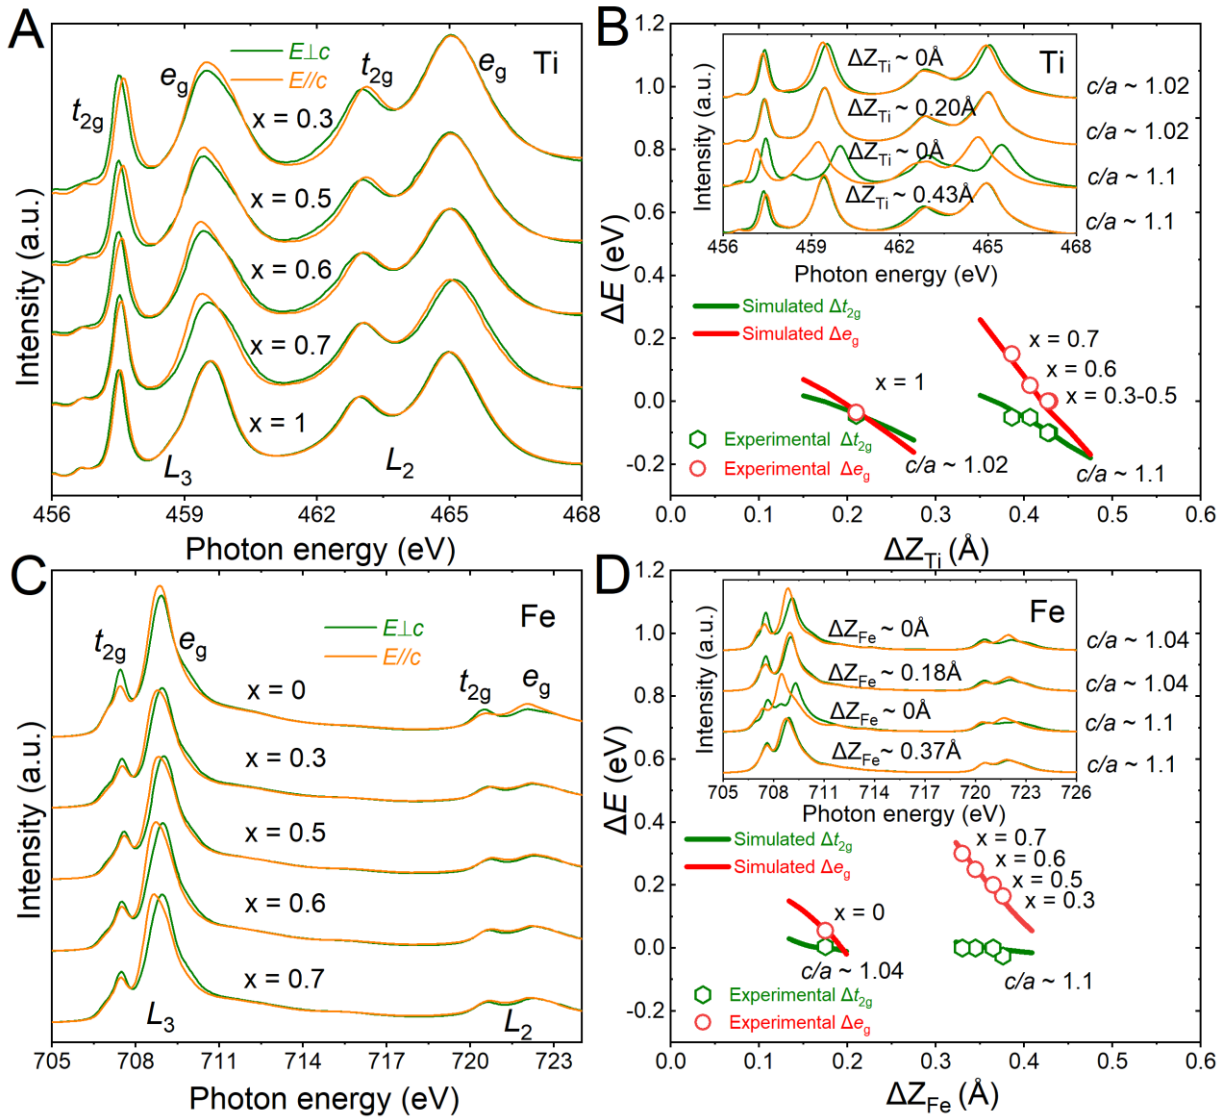 A
E⊥c
E//c
Ti
t2g
eg
t2g
eg
x = 0.3
x = 0.5
x = 0.6
x = 0.7
x = 1
L3
L2
Intensity (a.u.)
456 459 462 465 468
Photon energy (eV)
B
1.2
1.0
0.8
0.6
0.4
0.2
0.0
-0.2
ΔE (eV)
Ti
Intensity (a.u.)
ΔZTi ~ 0Å
c/a ~ 1.02
ΔZTi ~ 0.20Å
c/a ~ 1.02
ΔZTi ~ 0Å
c/a ~ 1.1
ΔZTi ~ 0.43Å
c/a ~ 1.1
456 459 462 465 468
Photon energy (eV)
Simulated Δt2g
Simulated Δeg
x = 0.7
x = 0.6
x = 0.3-0.5
x = 1
Experimental Δt2g
Experimental Δeg
c/a ~ 1.02
c/a ~ 1.1
0.0 0.1 0.2 0.3 0.4 0.5 0.6
ΔZTi (Å)
C
Fe
E⊥c
E//c
t2g
eg
t2g
eg
x = 0
x = 0.3
x = 0.5
x = 0.6
x = 0.7
L3
L2
Intensity (a.u.)
705 708 711 714 717 720 723
Photon energy (eV)
D
1.2
1.0
0.8
0.6
0.4
0.2
0.0
-0.2
ΔE (eV)
Fe
Intensity (a.u.)
ΔZFe ~ 0Å
c/a ~ 1.04
ΔZFe ~ 0.18Å
c/a ~ 1.04
ΔZFe ~ 0Å
c/a ~ 1.1
ΔZFe ~ 0.37Å
c/a ~ 1.1
705 708 711 714 717 720 723 726
Photon energy (eV)
Simulated Δt2g
Simulated Δeg
x = 0.7
x = 0.6
x = 0.5
x = 0.3
x = 0
c/a ~ 1.04
c/a ~ 1.1
Experimental Δt2g
Experimental Δeg
0.0 0.1 0.2 0.3 0.4 0.5 0.6
ΔZFe (Å)